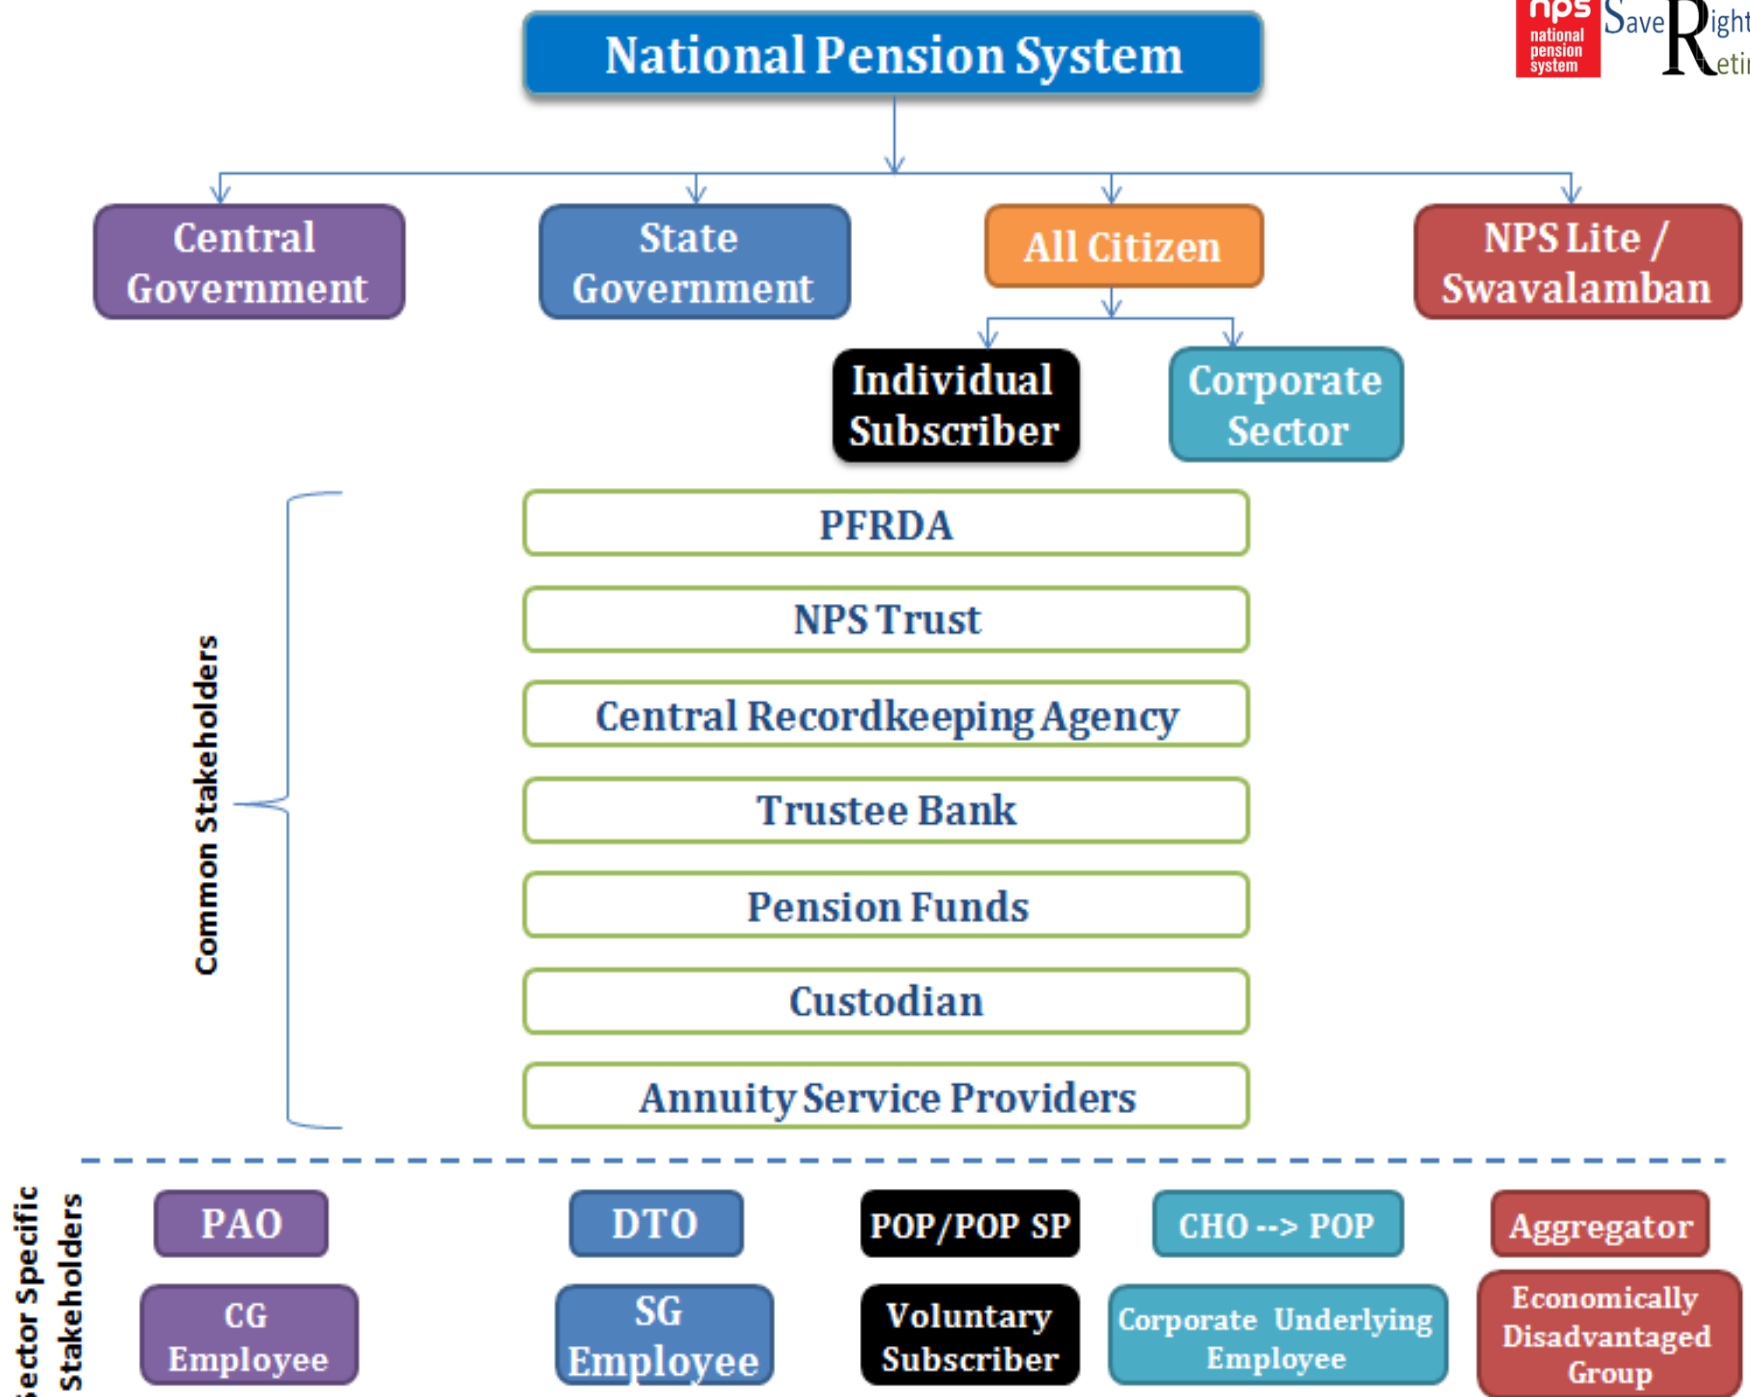 National Pension System
nps
national
pension
system
Save Right
Central
Government
State
Government
All Citizen
NPS Lite /
Swavalamban
Individual
Subscriber
Corporate
Sector
Common Stakeholders
PFRDA
NPS Trust
Central Recordkeeping Agency
Trustee Bank
Pension Funds
Custodian
Annuity Service Providers
Sector Specific
Stakeholders
PAO
DTO
POP/POP SP
CHO --> POP
Aggregator
CG
Employee
SG
Employee
Voluntary
Subscriber
Corporate Underlying
Employee
Economically
Disadvantaged
Group